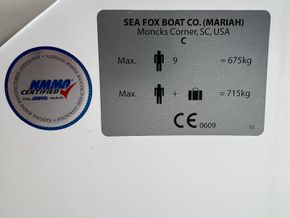 SEA FOX BOAT CO. (MARIAH)
Moncks Corner, SC, USA
C
Max. 9 = 675kg
Max. + = 715kg
CE 0609
NMMA
CERTIFIED